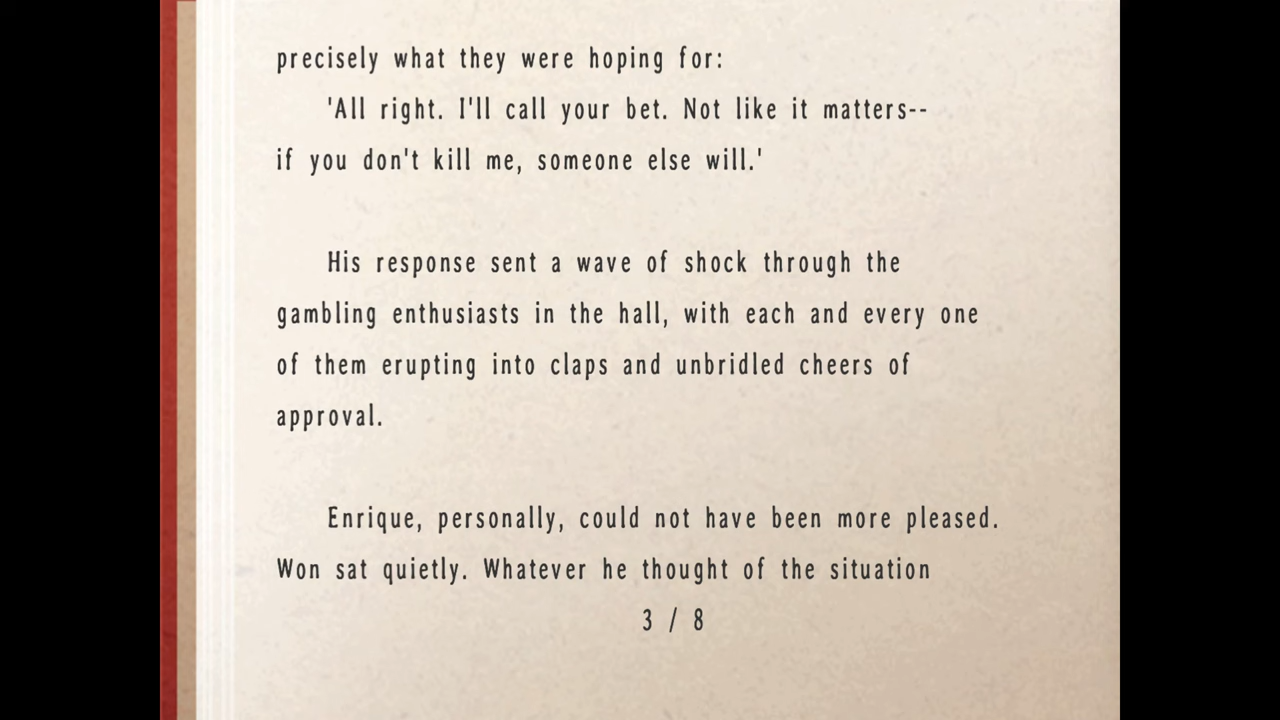 precisely what they were hoping for:
'All right. I'll call your bet. Not like it matters--
if you don't kill me, someone else will.'
His response sent a wave of shock through the
gambling enthusiasts in the hall, with each and every one
of them erupting into claps and unbridled cheers of
approval.
Enrique, personally, could not have been more pleased.
Won sat quietly. Whatever he thought of the situation
3 / 8